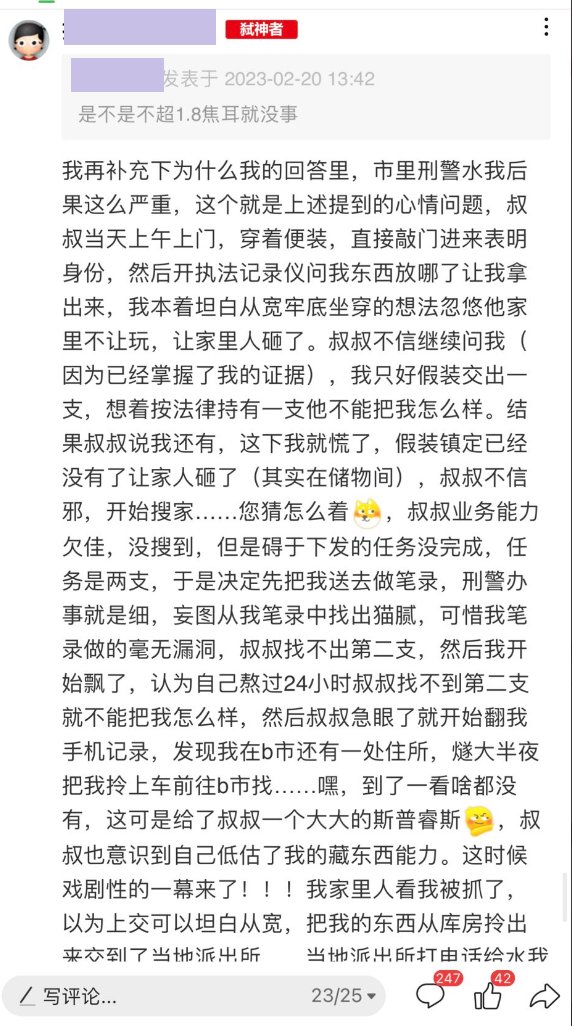 弑神者
发表于 2023-02-20 13:42
是不是不超1.8焦耳就没事
我再补充下为什么我的回答里，市里刑警水我后
果这么严重，这个就是上述提到的心情问题，叔
叔当天上午上门，穿着便装，直接敲门进来表明
身份，然后开执法记录仪问我东西放哪了让我拿
出来，我本着坦白从宽牢底坐穿的想法忽悠他家
里不让玩，让家里人砸了。叔叔不信继续问我（
因为已经掌握了我的证据），我只好假装交出一
支，想着按法律持有一支他不能把我怎么样。结
果叔叔说我还有，这下我就慌了，假装镇定已经
没有了让家人砸了（其实在储物间），叔叔不信
邪，开始搜家……您猜怎么着，叔叔业务能力
欠佳，没搜到，但是碍于下发的任务没完成，任
务是两支，于是决定先把我送去做笔录，刑警办
事就是细，妄图从我笔录中找出猫腻，可惜我笔
录做的毫无漏洞，叔叔找不出第二支，然后我开
始飘了，认为自己熬过24小时叔叔找不到第二支
就不能把我怎么样，然后叔叔急眼了就开始翻我
手机记录，发现我在b市还有一处住所，燧大半夜
把我拎上车前往b市找……嘿，到了一看啥都没
有，这可是给了叔叔一个大大的斯普睿斯，叔
叔也意识到自己低估了我的藏东西能力。这时候
戏剧性的一幕来了！！！我家里人看我被抓了，
以为上交可以坦白从宽，把我的东西从库房拎出
来交到了当地派出所……当地派出所打电话给水我
写评论...
23/25
247
42